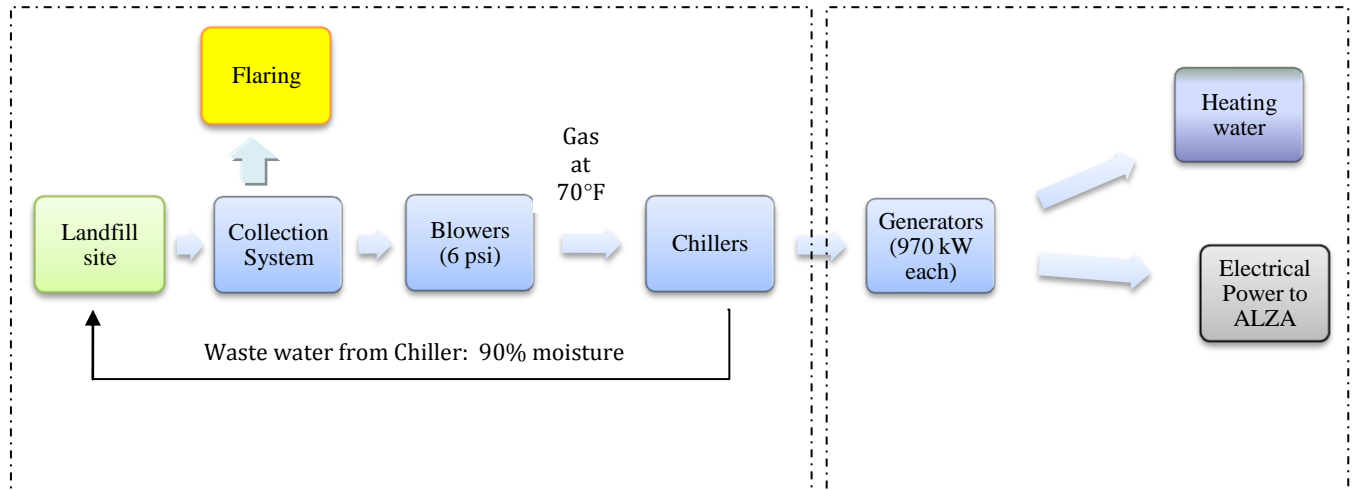 Flaring
Gas
at
70°F
Heating
water
Landfill
site
Collection
System
Blowers
(6 psi)
Chillers
Generators
(970 kW
each)
Electrical
Power to
ALZA
Waste water from Chiller:  90% moisture